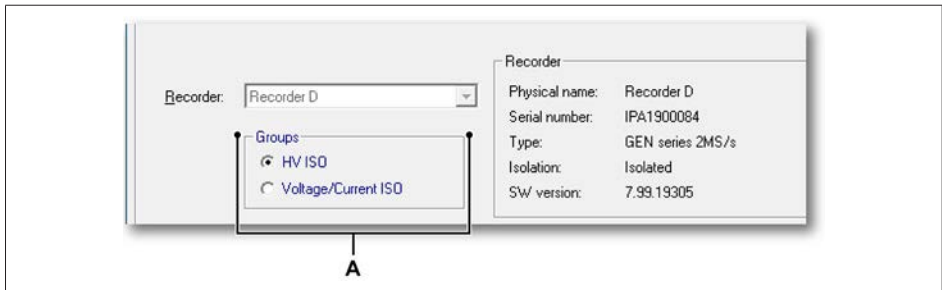 Recorder
Recorder: Recorder D
Physical name: Recorder D
Serial number: IPA1900084
Type: GEN series 2MS/s
Isolation: Isolated
SW version: 7.99.19305
Groups
HV ISO
Voltage/Current ISO
A